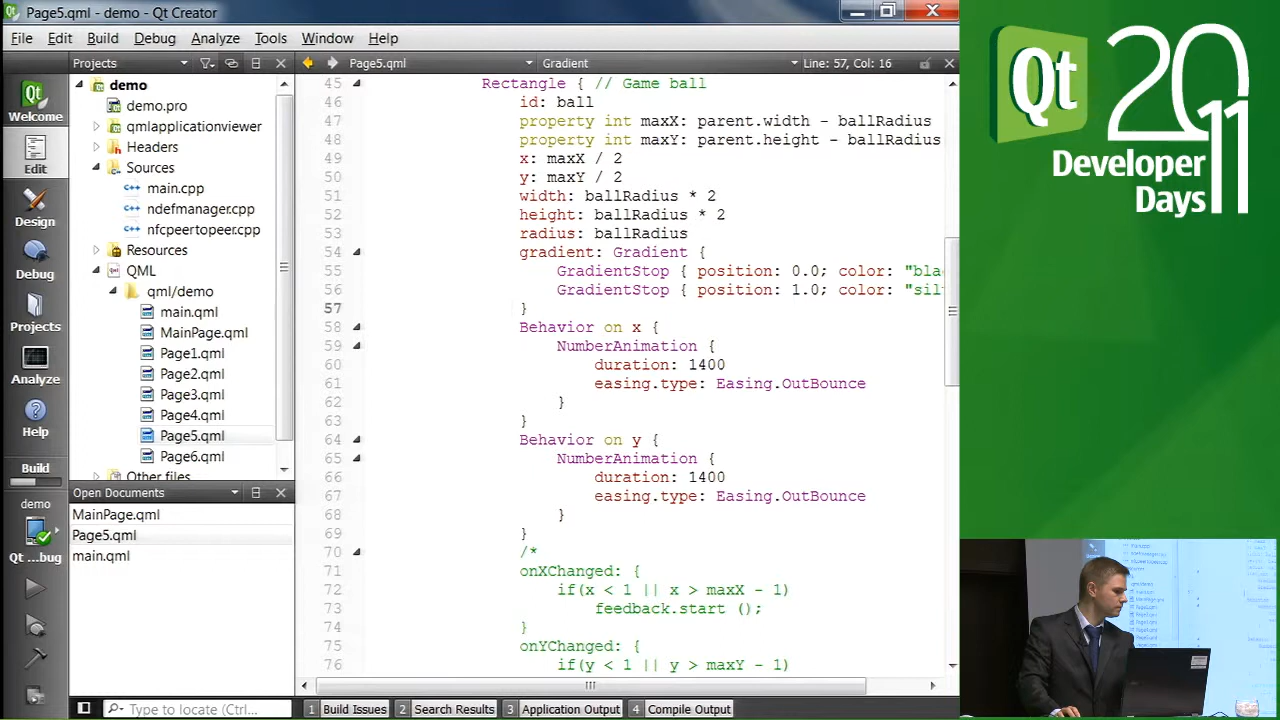 Page5.qml - demo - Qt Creator
File Edit Build Debug Analyze Tools Window Help
Projects
Page5.qml
Gradient
Line: 57, Col: 16
Welcome
Edit
Design
Debug
Projects
Analyze
Help
Build
demo
Qt ...bug
demo
demo.pro
qmlapplicationviewer
Headers
Sources
main.cpp
ndefmanager.cpp
nfcpeertopeer.cpp
Resources
QML
qml/demo
main.qml
MainPage.qml
Page1.qml
Page2.qml
Page3.qml
Page4.qml
Page5.qml
Page6.qml
Other files
Open Documents
MainPage.qml
Page5.qml
main.qml
45 Rectangle { // Game ball
46 id: ball
47 property int maxX: parent.width - ballRadius
48 property int maxY: parent.height - ballRadius
49 x: maxX / 2
50 y: maxY / 2
51 width: ballRadius * 2
52 height: ballRadius * 2
53 radius: ballRadius
54 gradient: Gradient {
55 GradientStop { position: 0.0; color: "bla
56 GradientStop { position: 1.0; color: "sil
57 }
58 Behavior on x {
59 NumberAnimation {
60 duration: 1400
61 easing.type: Easing.OutBounce
62 }
63 }
64 Behavior on y {
65 NumberAnimation {
66 duration: 1400
67 easing.type: Easing.OutBounce
68 }
69 }
70 /*
71 onXChanged: {
72 if(x < 1 || x > maxX - 1)
73 feedback.start ();
74 }
75 onYChanged: {
76 if(y < 1 || y > maxY - 1)
Type to locate (Ctrl...
1 Build Issues 2 Search Results 3 Application Output 4 Compile Output
Qt 2011
Developer
Days